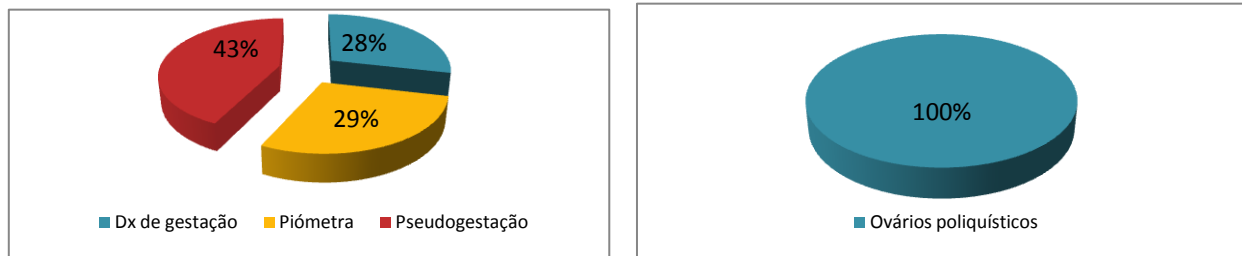 43%
28%
29%
Dx de gestação Piómetra Pseudogestação
100%
Ovários poliquísticos